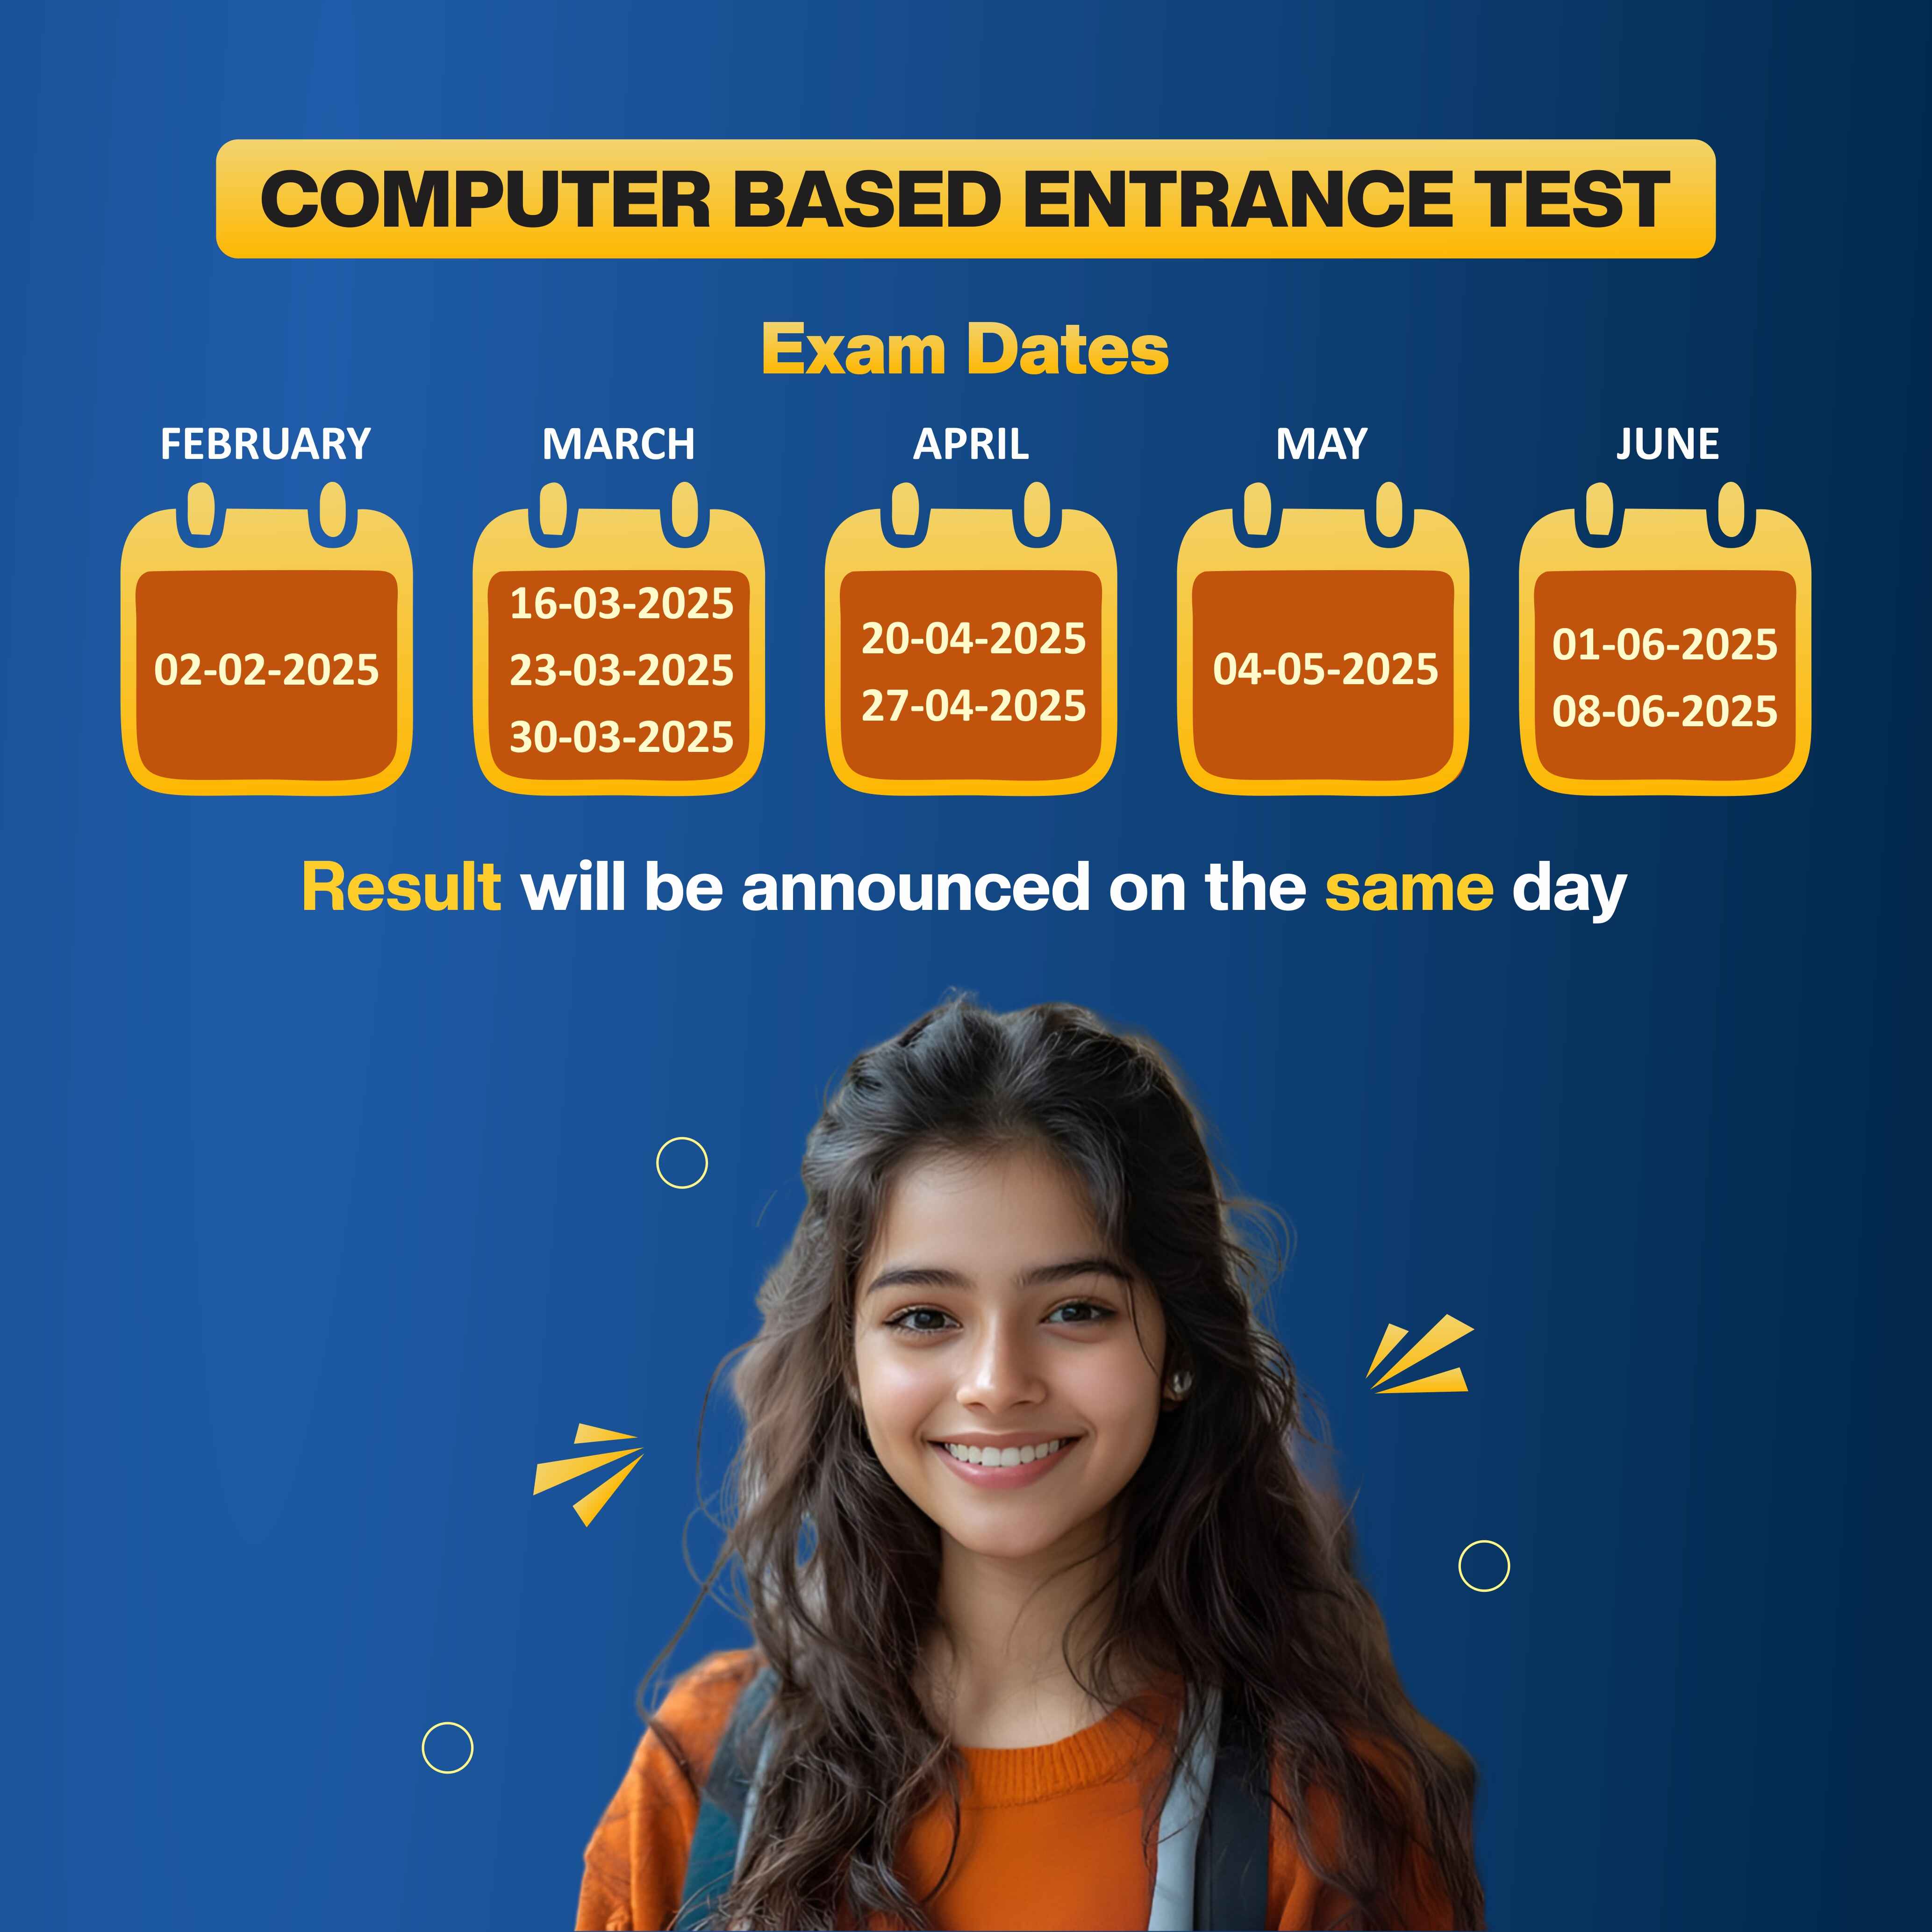 COMPUTER BASED ENTRANCE TEST
Exam Dates
FEBRUARY
02-02-2025
MARCH
16-03-2025
23-03-2025
30-03-2025
APRIL
20-04-2025
27-04-2025
MAY
04-05-2025
JUNE
01-06-2025
08-06-2025
Result will be announced on the same day